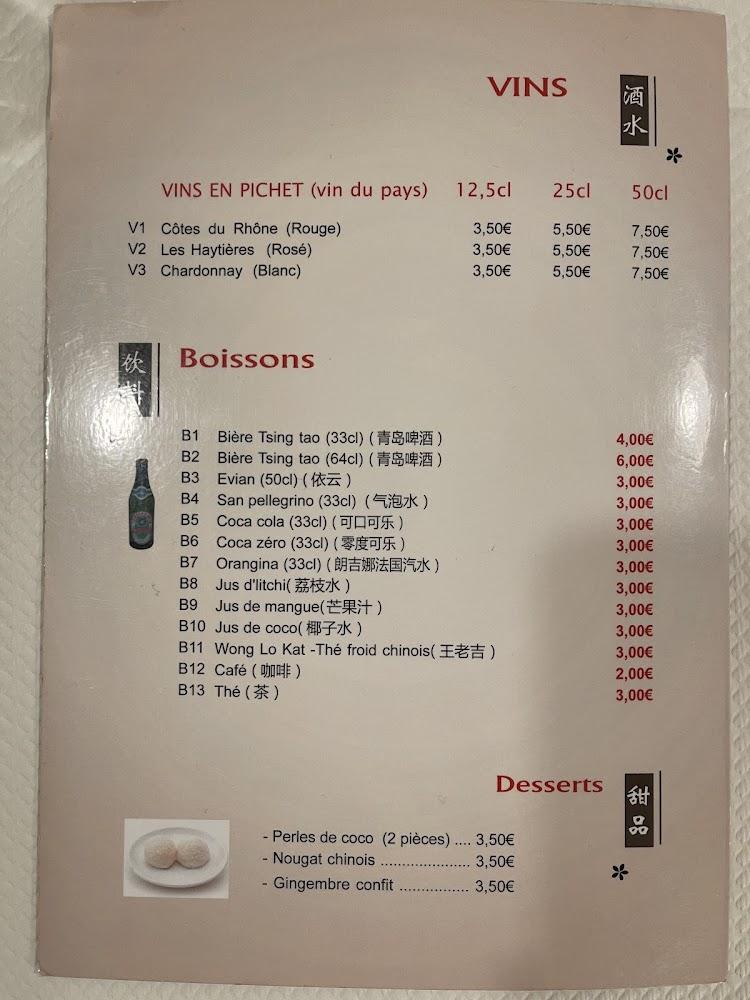 VINS
酒水
VINS EN PICHET (vin du pays) 12,5cl 25cl 50cl
V1 Côtes du Rhône (Rouge) 3,50€ 5,50€ 7,50€
V2 Les Haytières (Rosé) 3,50€ 5,50€ 7,50€
V3 Chardonnay (Blanc) 3,50€ 5,50€ 7,50€
饮料
Boissons
B1 Bière Tsing tao (33cl) ( 青岛啤酒 ) 4,00€
B2 Bière Tsing tao (64cl) ( 青岛啤酒 ) 6,00€
B3 Evian (50cl) ( 依云 ) 3,00€
B4 San pellegrino (33cl) ( 气泡水 ) 3,00€
B5 Coca cola (33cl) ( 可口可乐 ) 3,00€
B6 Coca zéro (33cl) ( 零度可乐 ) 3,00€
B7 Orangina (33cl) ( 朗吉娜法国汽水 ) 3,00€
B8 Jus d'litchi( 荔枝水 ) 3,00€
B9 Jus de mangue(芒果汁 ) 3,00€
B10 Jus de coco( 椰子水 ) 3,00€
B11 Wong Lo Kat -Thé froid chinois( 王老吉 ) 3,00€
B12 Café ( 咖啡 ) 2,00€
B13 Thé ( 茶 ) 3,00€
Desserts
甜品
- Perles de coco (2 pièces) .... 3,50€
- Nougat chinois ..................... 3,50€
- Gingembre confit ................ 3,50€